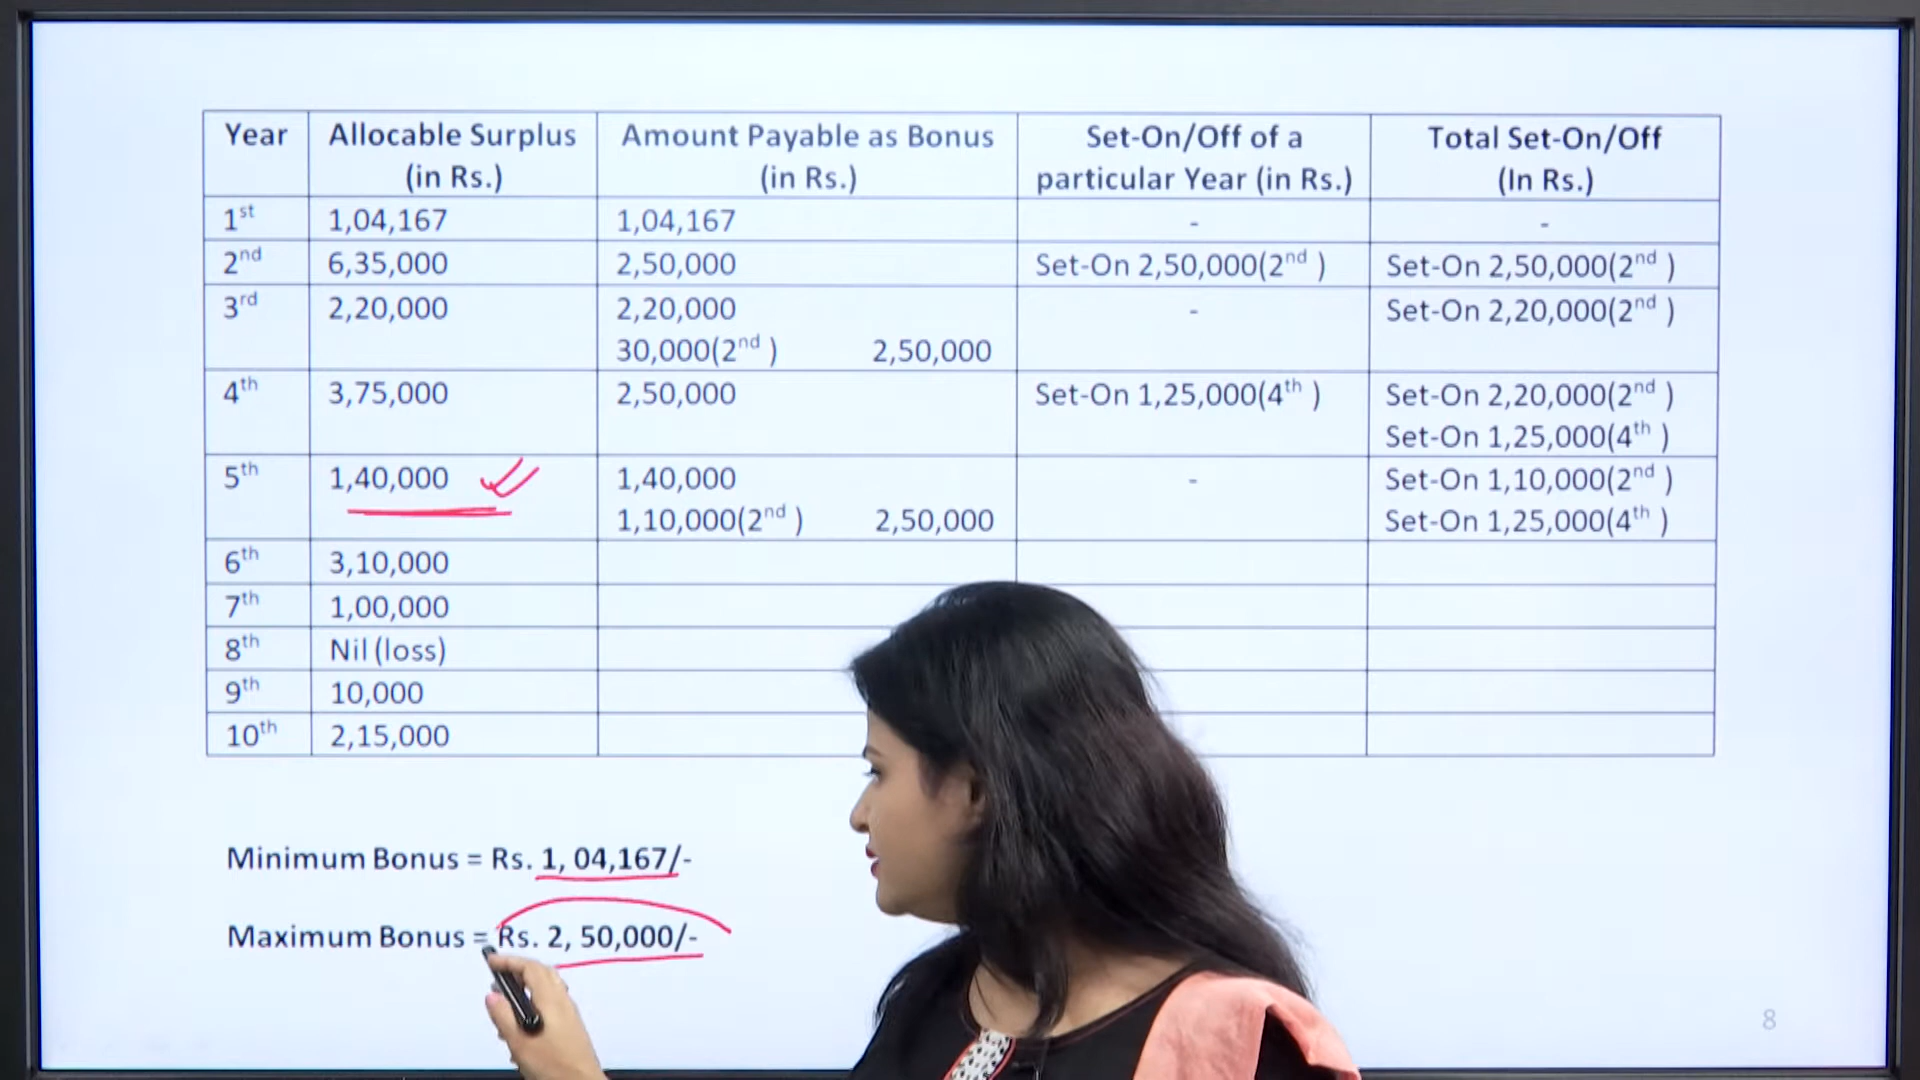 Year Allocable Surplus (in Rs.) Amount Payable as Bonus (in Rs.) Set-On/Off of a particular Year (in Rs.) Total Set-On/Off (In Rs.)
1st 1,04,167 1,04,167 - -
2nd 6,35,000 2,50,000 Set-On 2,50,000(2nd ) Set-On 2,50,000(2nd )
3rd 2,20,000 2,20,000 - Set-On 2,20,000(2nd )
30,000(2nd ) 2,50,000
4th 3,75,000 2,50,000 Set-On 1,25,000(4th ) Set-On 2,20,000(2nd )
Set-On 1,25,000(4th )
5th 1,40,000 1,40,000 - Set-On 1,10,000(2nd )
1,10,000(2nd ) 2,50,000 Set-On 1,25,000(4th )
6th 3,10,000
7th 1,00,000
8th Nil (loss)
9th 10,000
10th 2,15,000
Minimum Bonus = Rs. 1, 04,167/-
Maximum Bonus = Rs. 2, 50,000/-
8